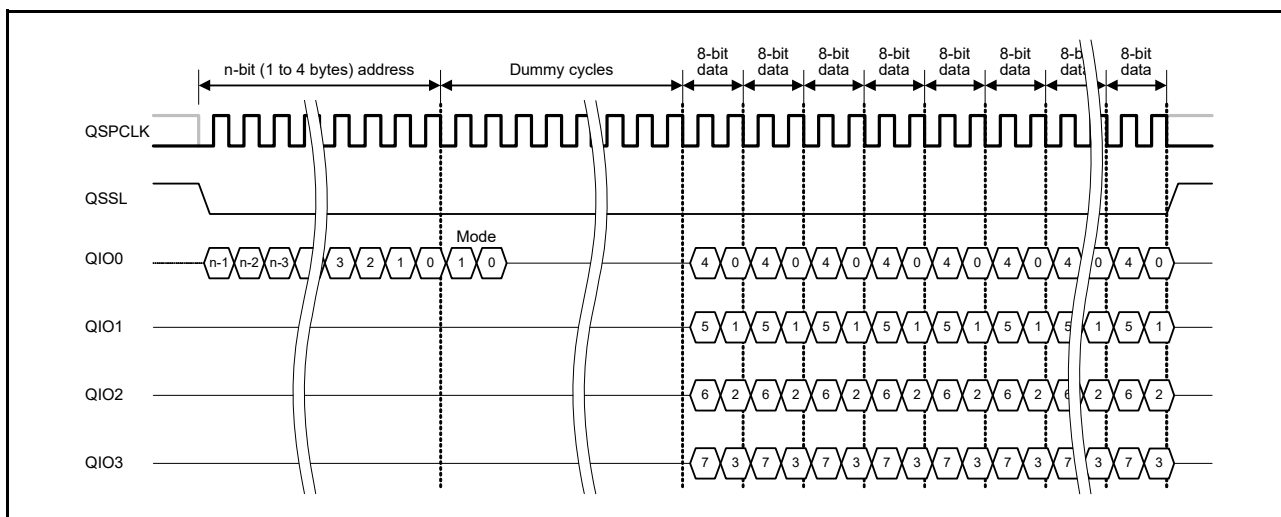 n-bit (1 to 4 bytes) address Dummy cycles 8-bit data 8-bit data 8-bit data 8-bit data 8-bit data 8-bit data 8-bit data 8-bit data
QSPCLK
QSSL
Mode
QIO0 n-1 n-2 n-3 3 2 1 0 1 0 4 0 4 0 4 0 4 0 4 0 4 0 4 0 4 0
QIO1 5 1 5 1 5 1 5 1 5 1 5 1 5 1 5 1
QIO2 6 2 6 2 6 2 6 2 6 2 6 2 6 2 6 2
QIO3 7 3 7 3 7 3 7 3 7 3 7 3 7 3 7 3